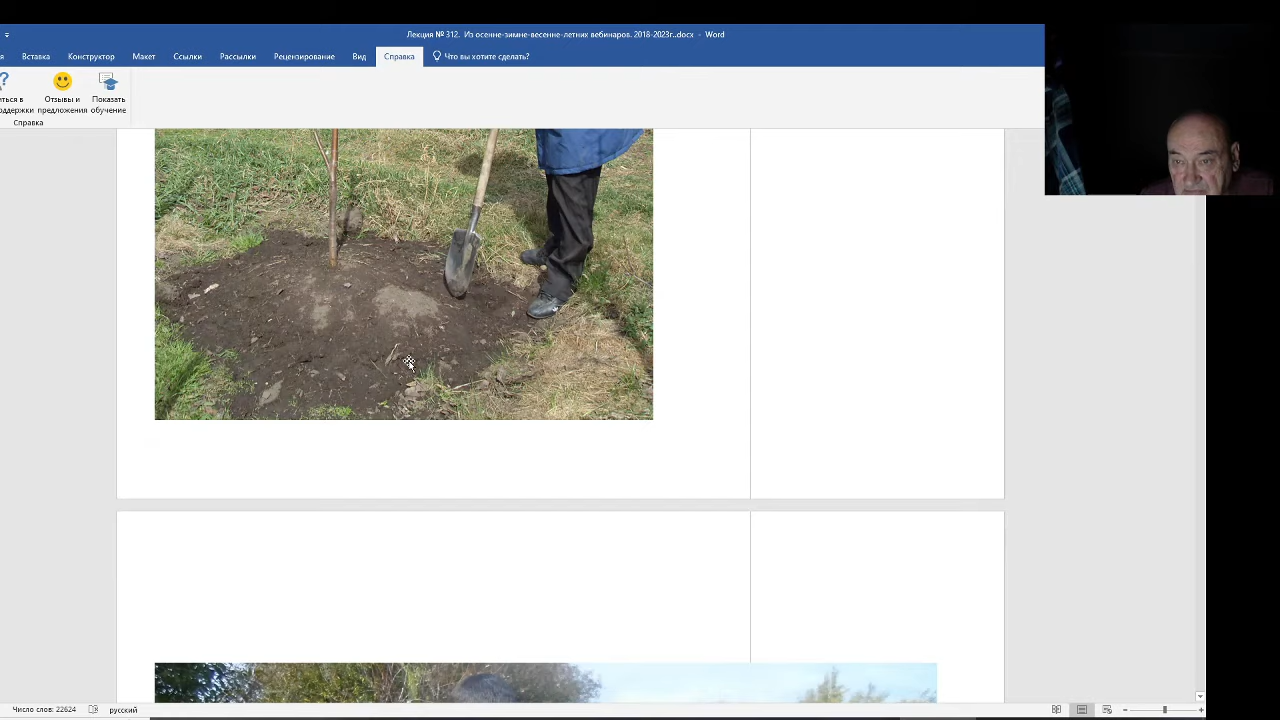 Лекция № 312.  Из осенне-зимне-весенне-летних вебинаров. 2018-2023г..docx  -  Word
Вставка Конструктор Макет Ссылки Рассылки Рецензирование Вид Справка Что вы хотите сделать?
Отзывы и Показать
предложения обучение
Справка
Число слов: 22624 русский